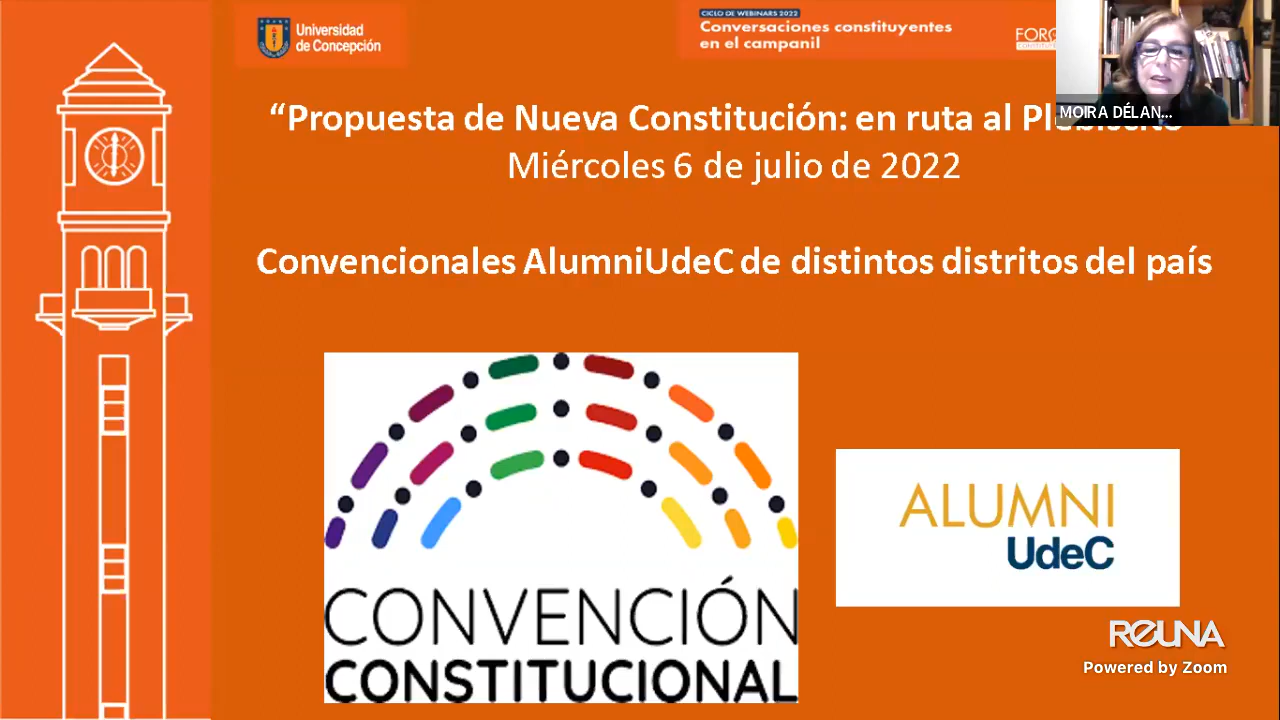 Universidad
de Concepción
CICLO DE WEBINARS 2022
Conversaciones constituyentes
en el campanil
MOIRA DÉLAN...
“Propuesta de Nueva Constitución: en ruta al
Miércoles 6 de julio de 2022
Convencionales AlumniUdeC de distintos distritos del país
CONVENCIÓN
CONSTITUCIONAL
ALUMNI
UdeC
REUNA
Powered by Zoom